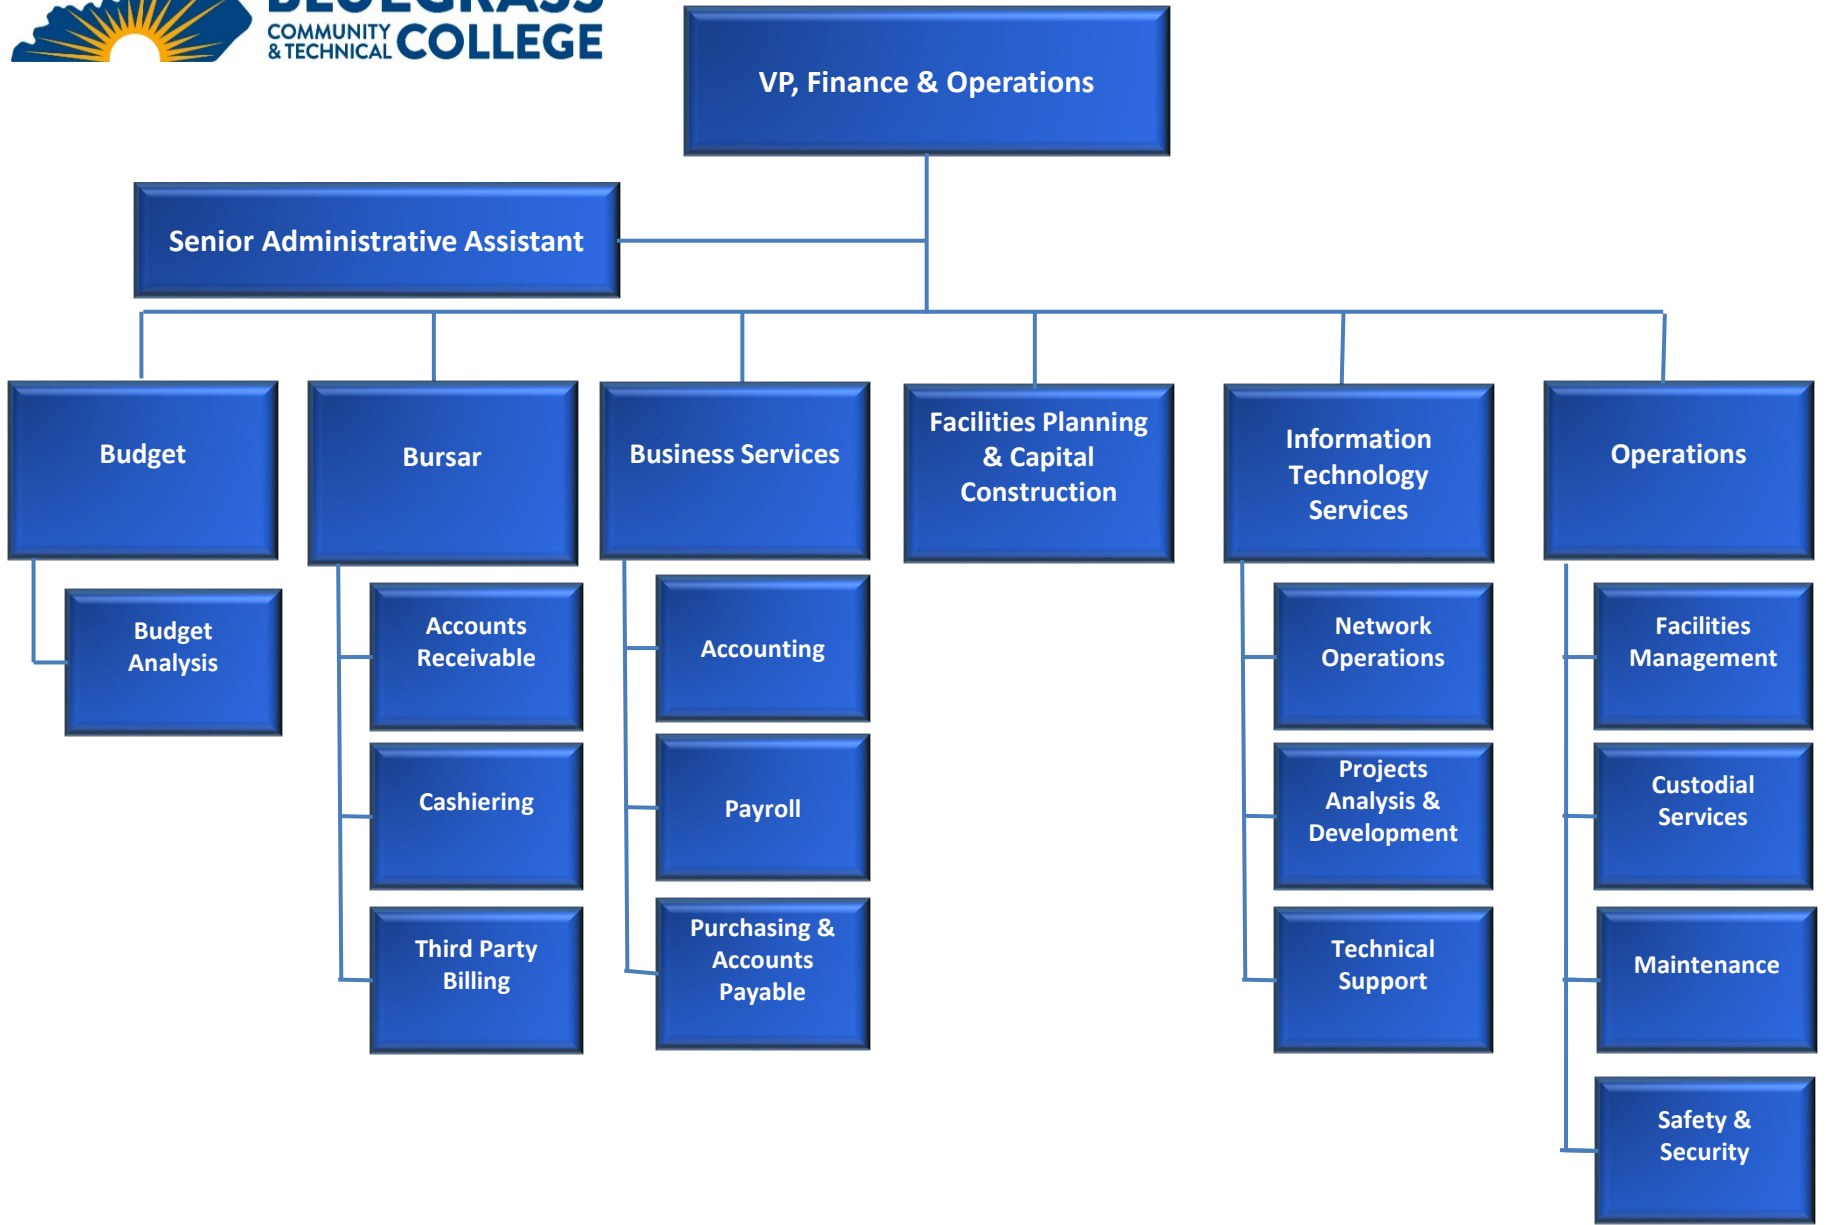 BLUEGRASS
COMMUNITY
& TECHNICAL COLLEGE
VP, Finance & Operations
Senior Administrative Assistant
Budget
Bursar
Business Services
Facilities Planning
& Capital
Construction
Information
Technology
Services
Operations
Budget
Analysis
Accounts
Receivable
Cashiering
Third Party
Billing
Accounting
Payroll
Purchasing &
Accounts
Payable
Network
Operations
Projects
Analysis &
Development
Technical
Support
Facilities
Management
Custodial
Services
Maintenance
Safety &
Security